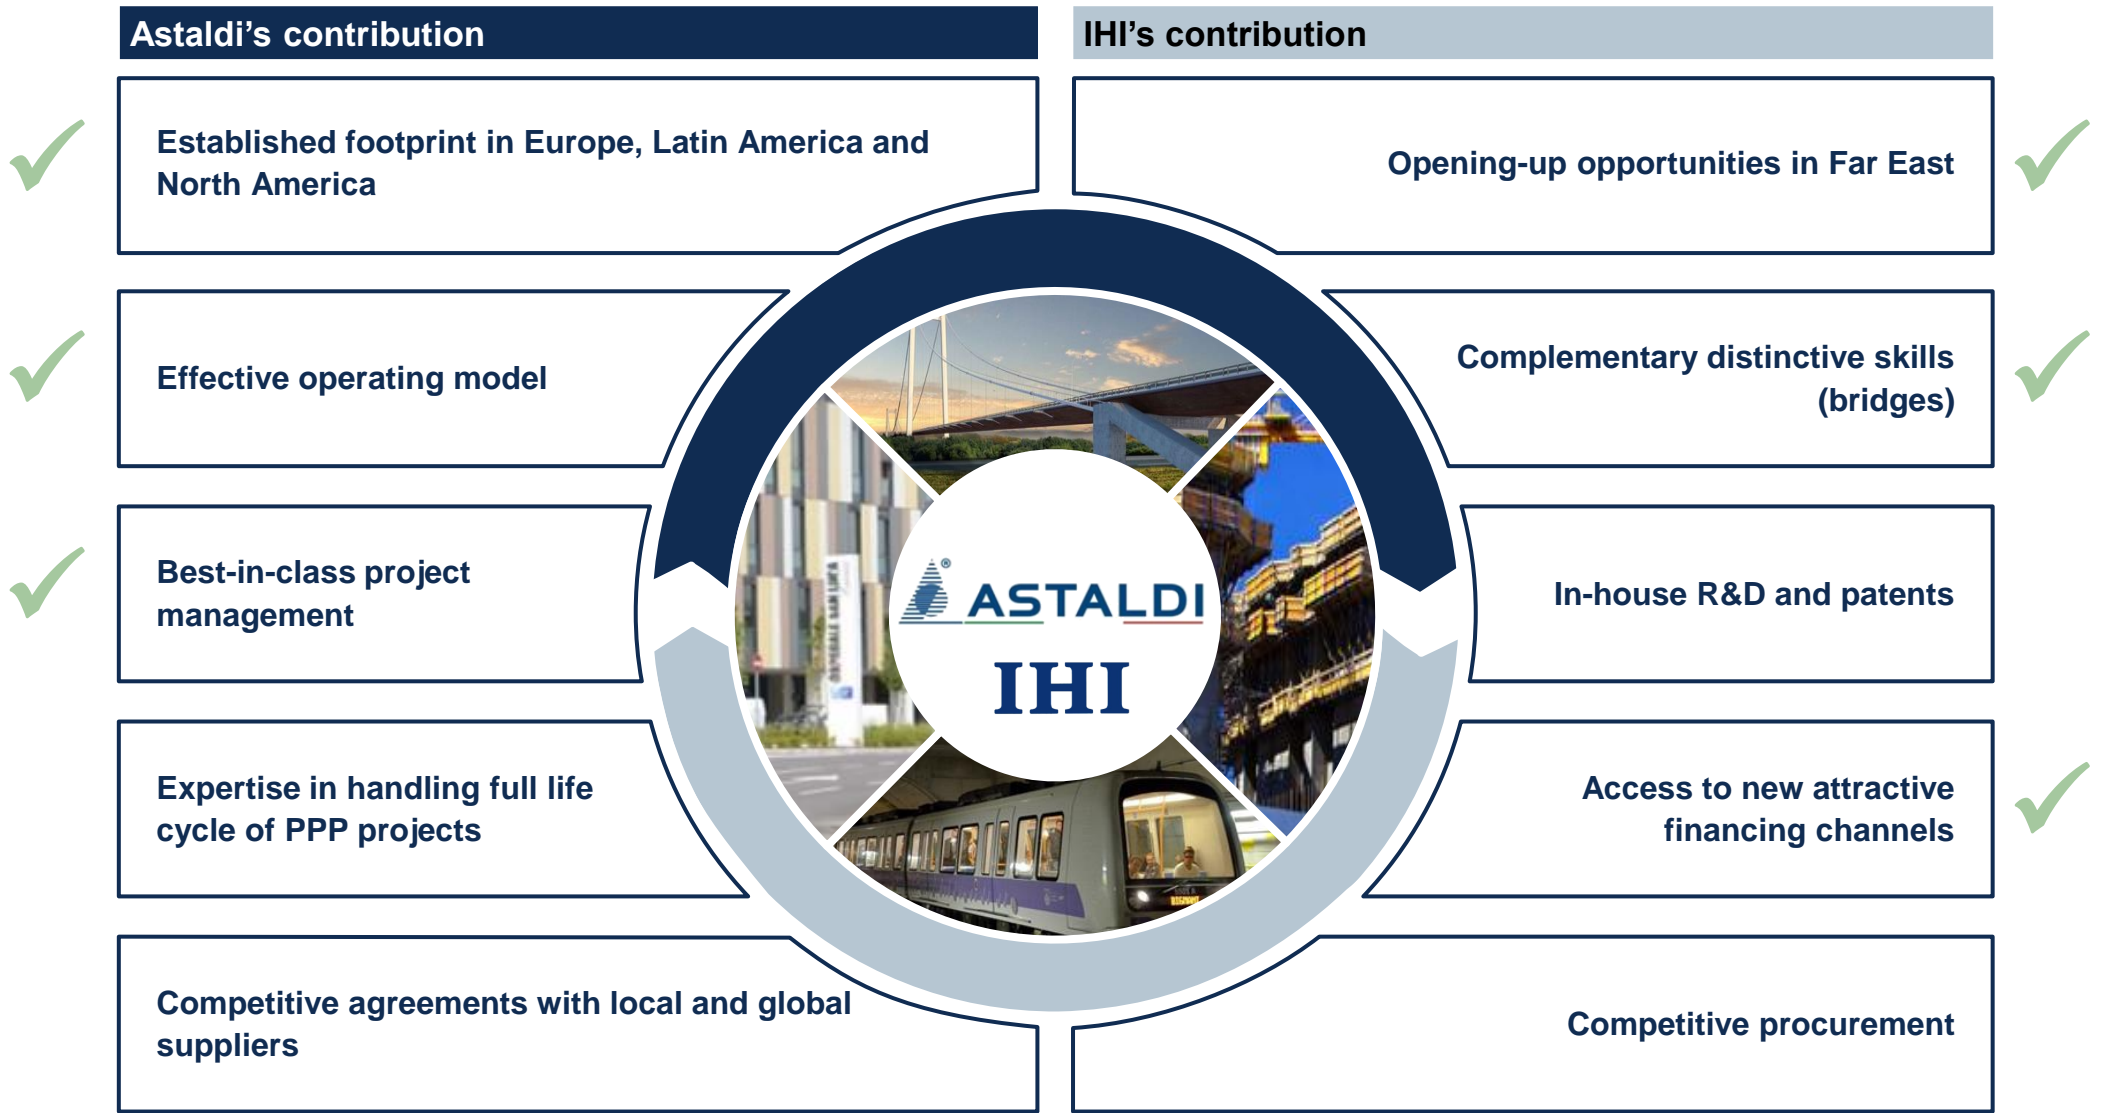 Astaldi’s contribution
IHI’s contribution
Established footprint in Europe, Latin America and
North America
Opening-up opportunities in Far East
Effective operating model
Complementary distinctive skills
(bridges)
Best-in-class project
management
In-house R&D and patents
Expertise in handling full life
cycle of PPP projects
Access to new attractive
financing channels
Competitive agreements with local and global
suppliers
Competitive procurement
®
ASTALDI
IHI
OSPEDALE SAN LUCA